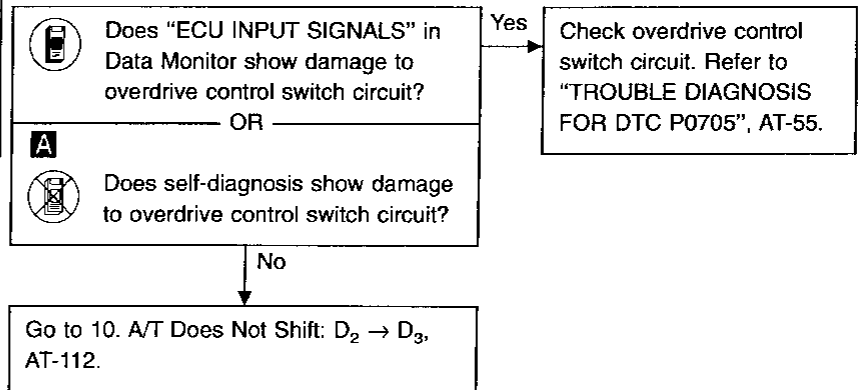 Does “ECU INPUT SIGNALS” in
Data Monitor show damage to
overdrive control switch circuit?
OR
A
Does self-diagnosis show damage
to overdrive control switch circuit?
Yes
Check overdrive control
switch circuit. Refer to
“TROUBLE DIAGNOSIS
FOR DTC P0705”, AT-55.
No
Go to 10. A/T Does Not Shift: D₂ → D₃,
AT-112.